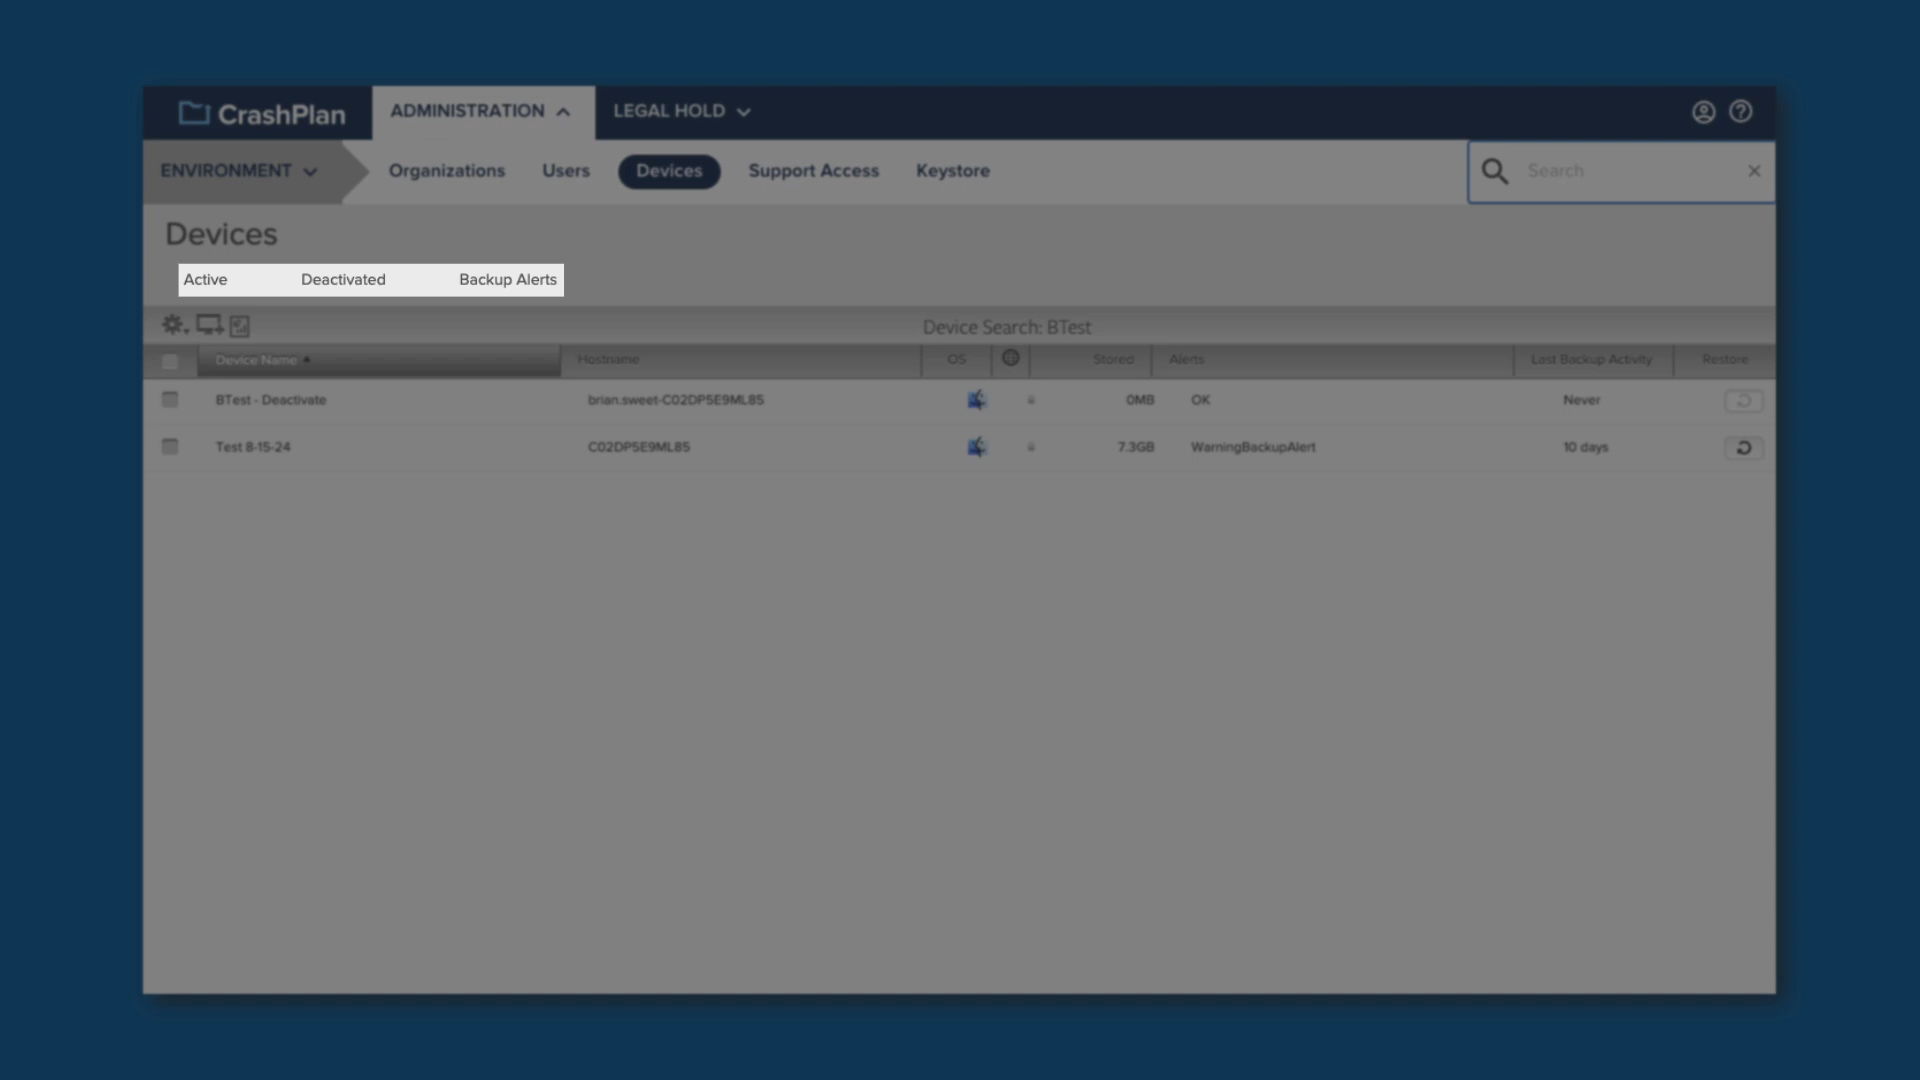 CrashPlan ADMINISTRATION LEGAL HOLD
ENVIRONMENT Organizations Users Devices Support Access Keystore Search
Devices
Active Deactivated Backup Alerts
Device Search: BTest
Device Name Hostname OS Stored Alerts Last Backup Activity Restore
BTest - Deactivate brian.sweet-C02DP5E9ML85 0MB OK Never
Test 8-15-24 C02DP5E9ML85 7.3GB WarningBackupAlert 10 days